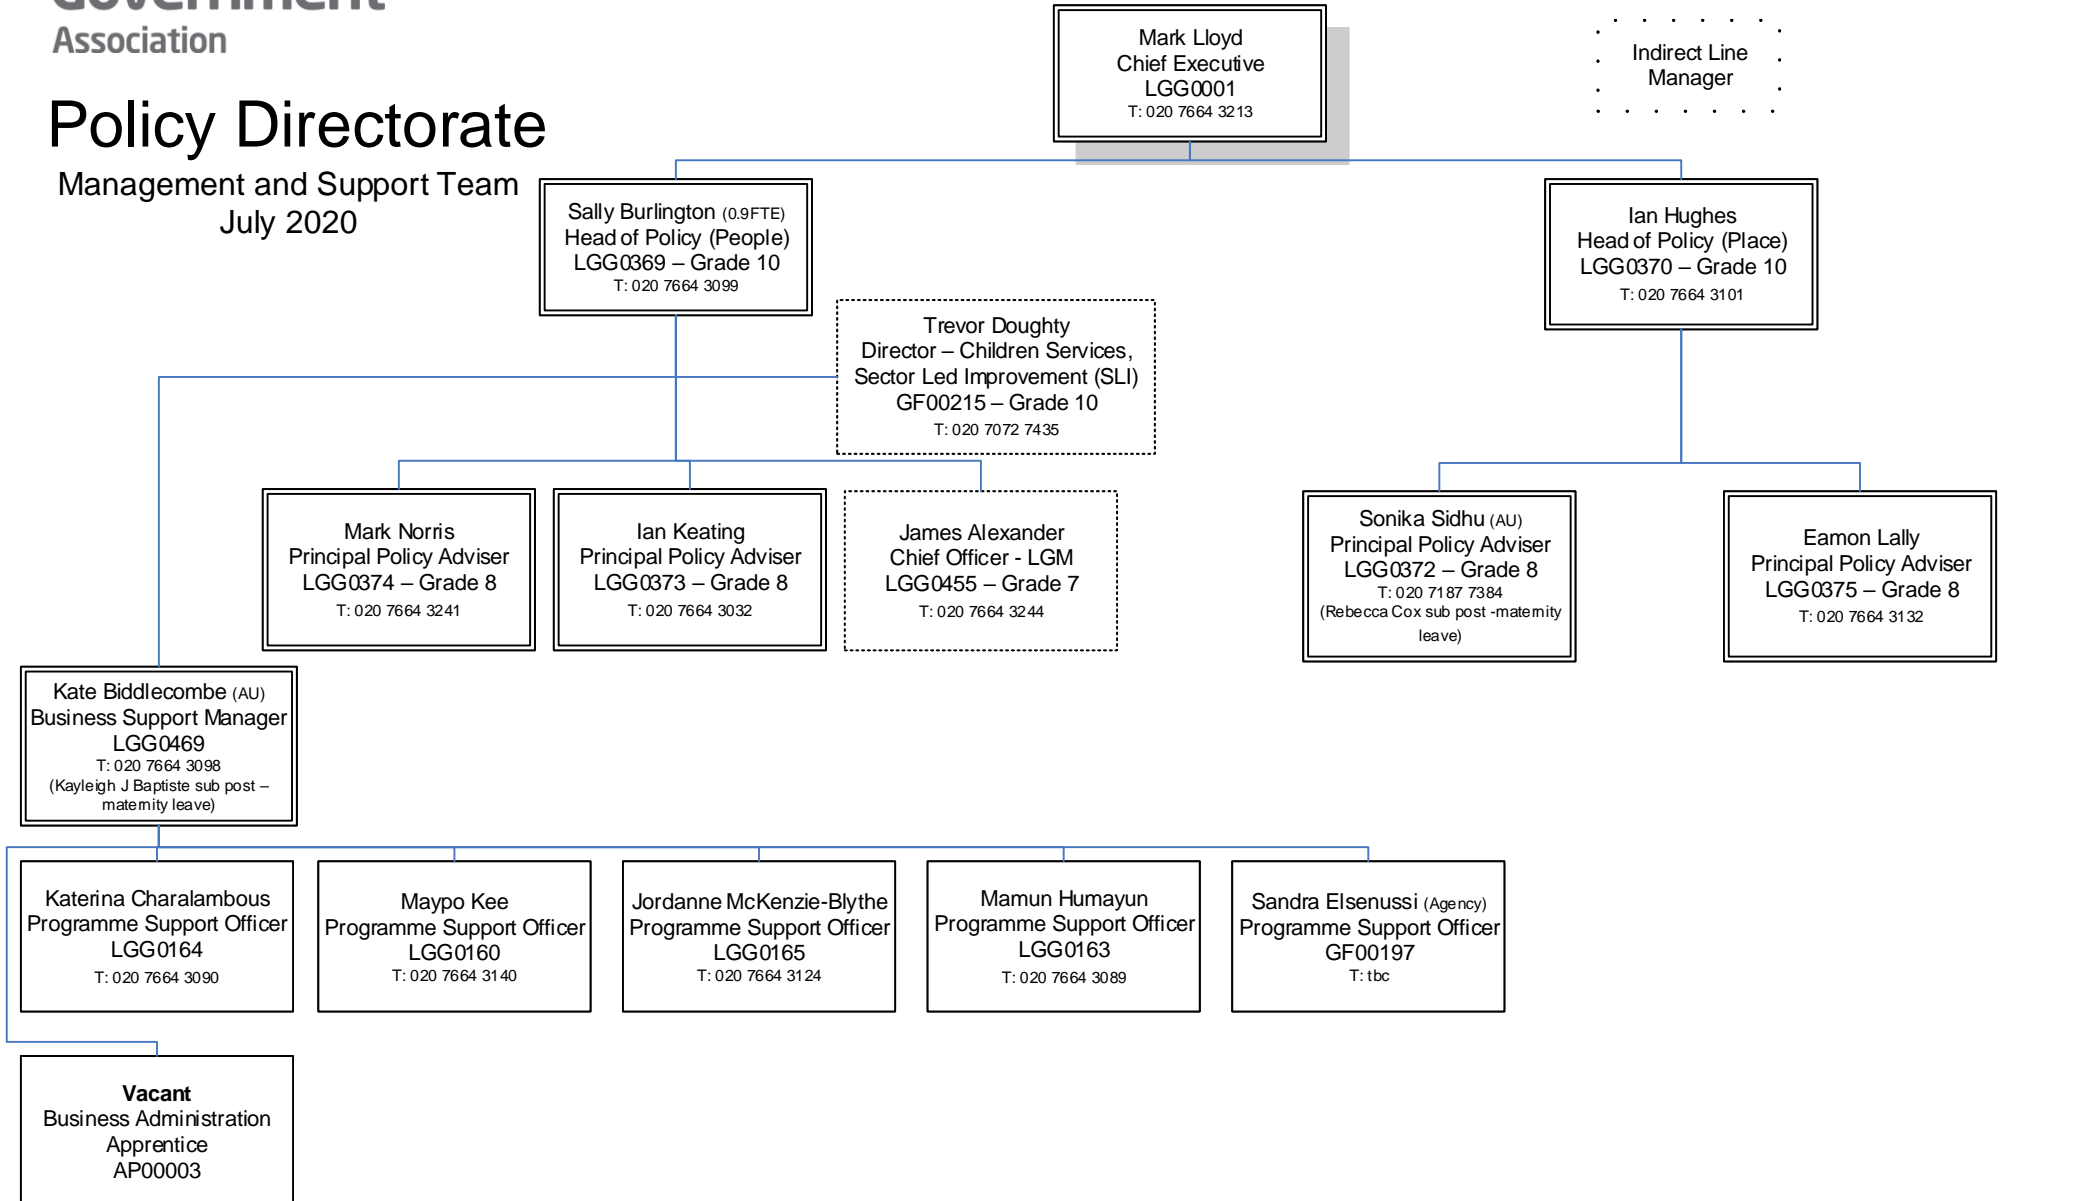 Government
Association
Policy Directorate
Management and Support Team
July 2020
Mark Lloyd
Chief Executive
LGG0001
T: 020 7664 3213
Indirect Line
Manager
Sally Burlington (0.9FTE)
Head of Policy (People)
LGG0369 – Grade 10
T: 020 7664 3099
Ian Hughes
Head of Policy (Place)
LGG0370 – Grade 10
T: 020 7664 3101
Trevor Doughty
Director – Children Services,
Sector Led Improvement (SLI)
GF00215 – Grade 10
T: 020 7072 7435
Mark Norris
Principal Policy Adviser
LGG0374 – Grade 8
T: 020 7664 3241
Ian Keating
Principal Policy Adviser
LGG0373 – Grade 8
T: 020 7664 3032
James Alexander
Chief Officer - LGM
LGG0455 – Grade 7
T: 020 7664 3244
Sonika Sidhu (AU)
Principal Policy Adviser
LGG0372 – Grade 8
T: 020 7187 7384
(Rebecca Cox sub post -maternity
leave)
Eamon Lally
Principal Policy Adviser
LGG0375 – Grade 8
T: 020 7664 3132
Kate Biddlecombe (AU)
Business Support Manager
LGG0469
T: 020 7664 3098
(Kayleigh J Baptiste sub post –
maternity leave)
Katerina Charalambous
Programme Support Officer
LGG0164
T: 020 7664 3090
Maypo Kee
Programme Support Officer
LGG0160
T: 020 7664 3140
Jordanne McKenzie-Blythe
Programme Support Officer
LGG0165
T: 020 7664 3124
Mamun Humayun
Programme Support Officer
LGG0163
T: 020 7664 3089
Sandra Elsenussi (Agency)
Programme Support Officer
GF00197
T: tbc
Vacant
Business Administration
Apprentice
AP00003